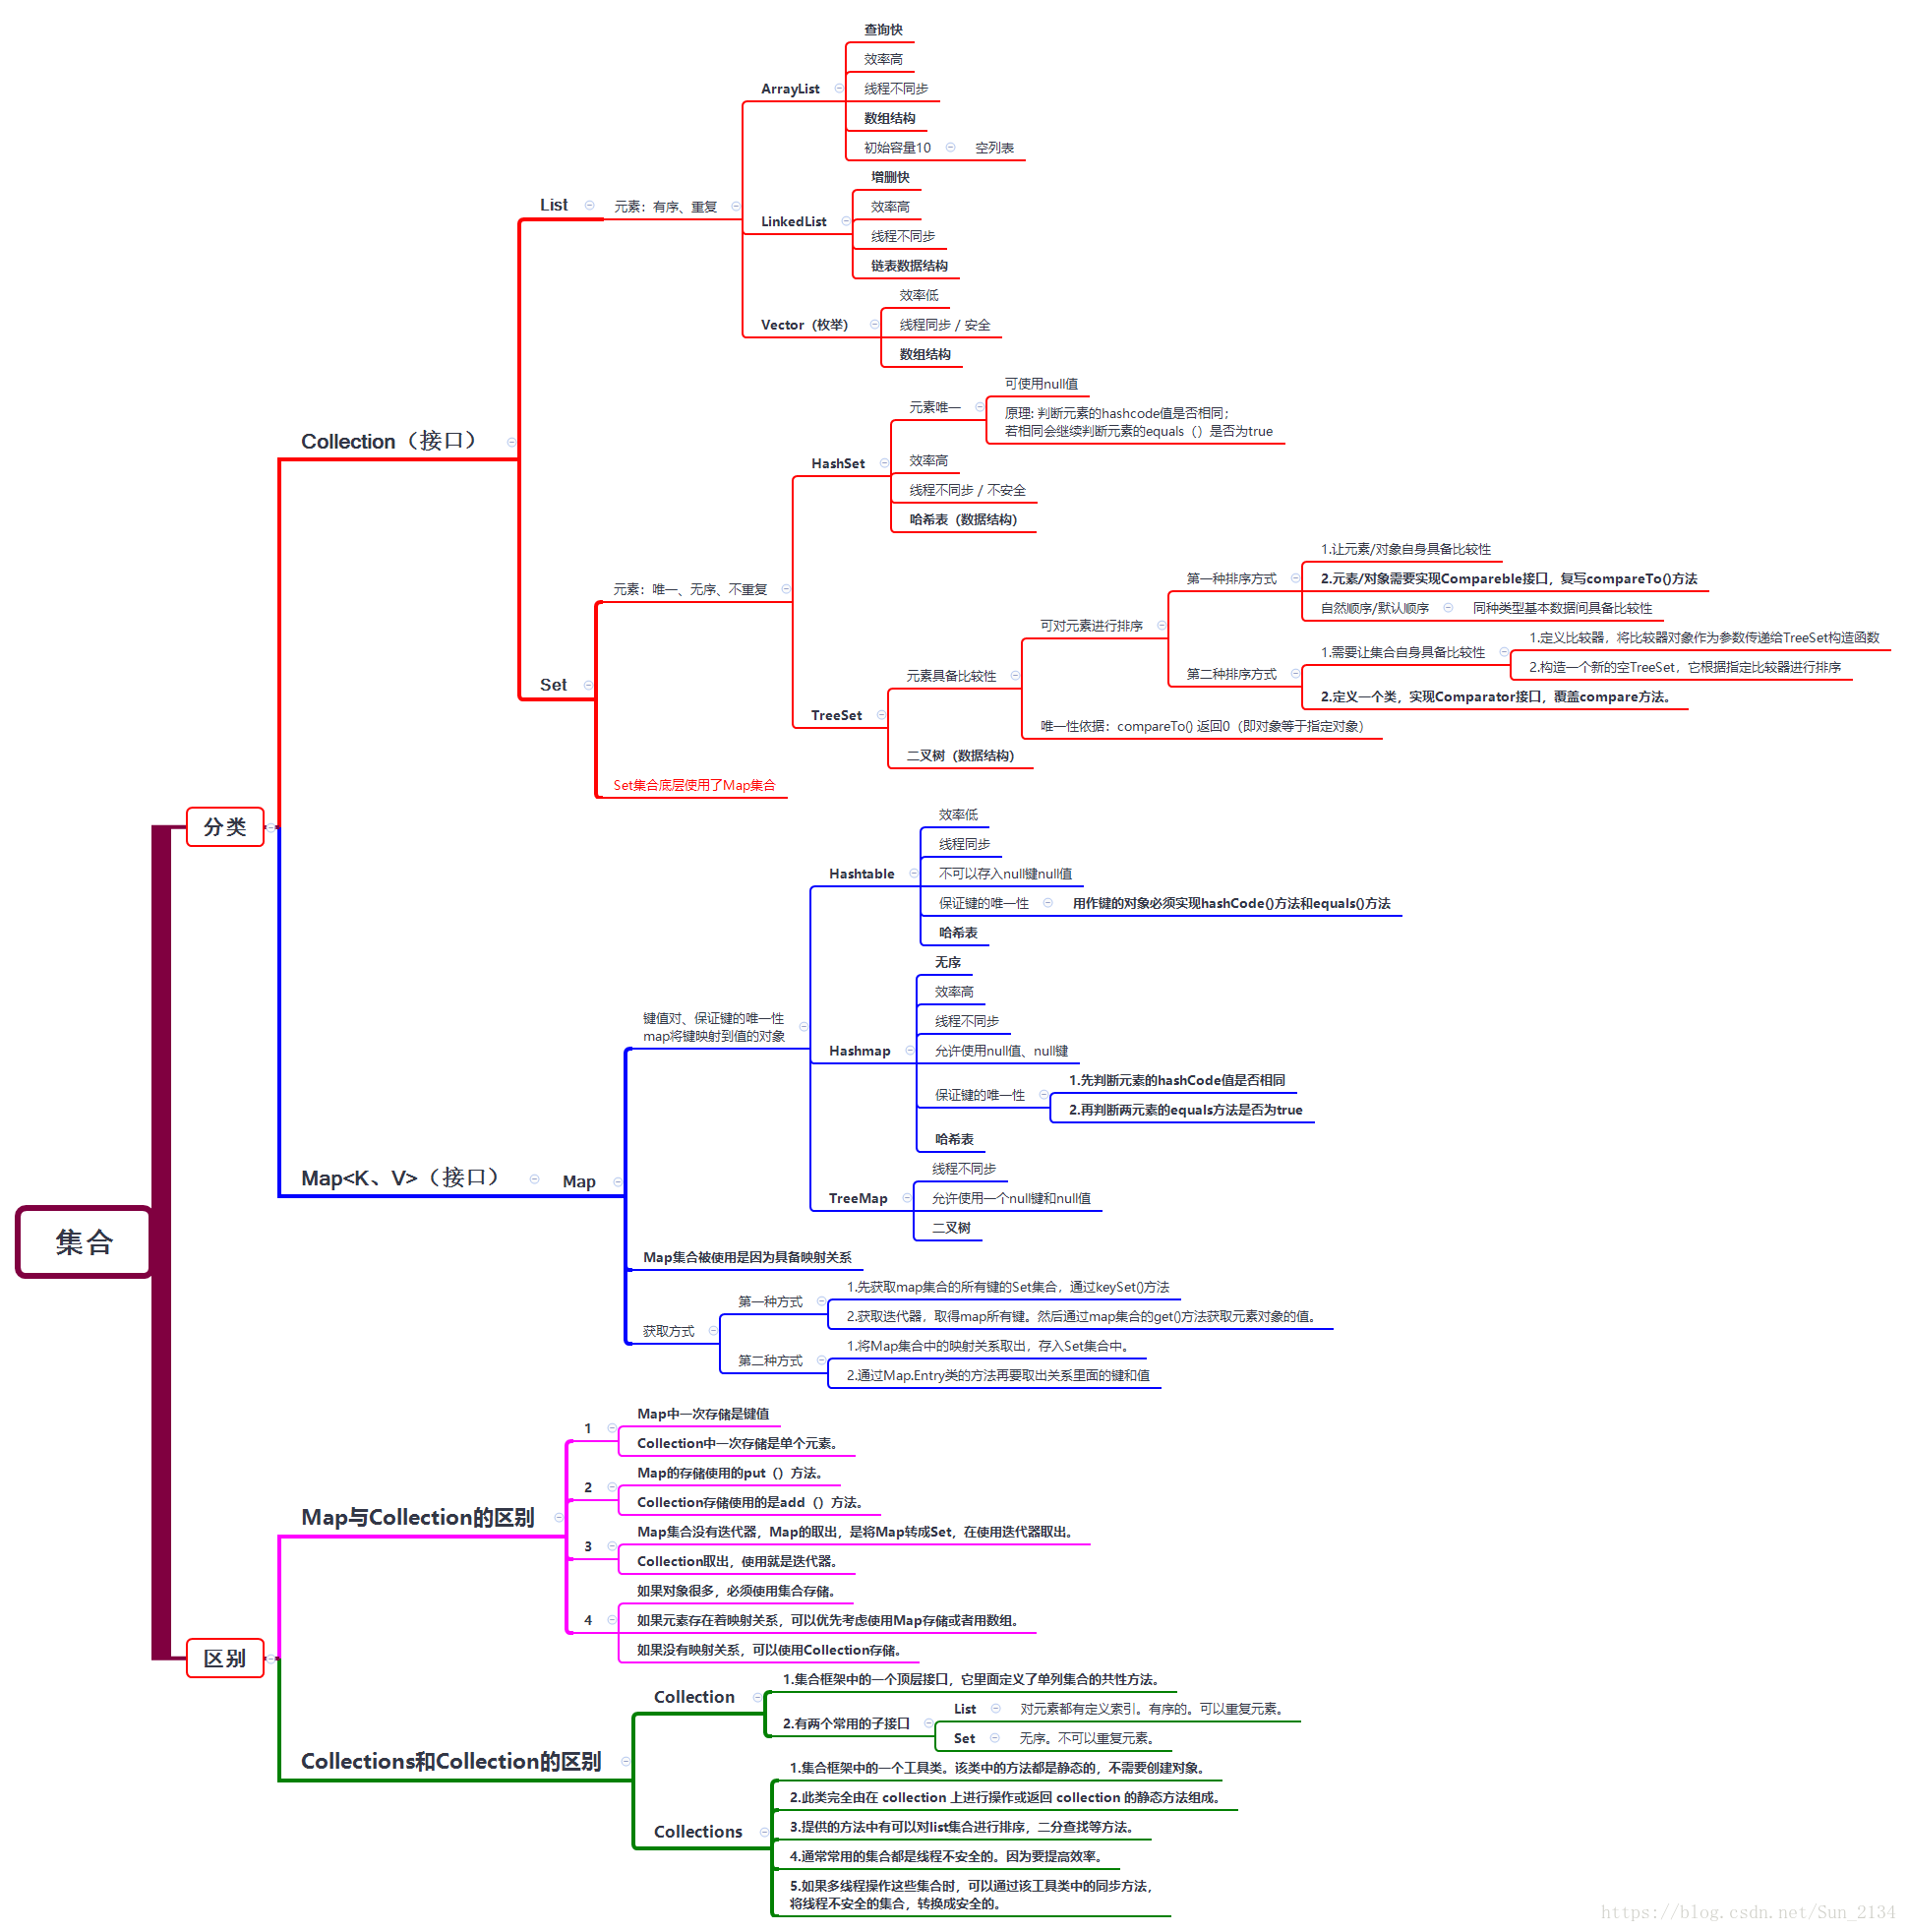 集合
分类
Collection（接口）
List
元素：有序、重复
ArrayList
查询快
效率高
线程不同步
数组结构
初始容量10
空列表
LinkedList
增删快
效率高
线程不同步
链表数据结构
Vector（枚举）
效率低
线程同步 / 安全
数组结构
Set
元素：唯一、无序、不重复
HashSet
元素唯一
可使用null值
原理: 判断元素的hashcode值是否相同；
若相同会继续判断元素的equals（）是否为true
效率高
线程不同步 / 不安全
哈希表（数据结构）
TreeSet
元素具备比较性
可对元素进行排序
第一种排序方式
1.让元素/对象自身具备比较性
2.元素/对象需要实现Compareble接口，复写compareTo()方法
自然顺序/默认顺序
同种类型基本数据间具备比较性
第二种排序方式
1.需要让集合自身具备比较性
1.定义比较器，将比较器对象作为参数传递给TreeSet构造函数
2.构造一个新的空TreeSet，它根据指定比较器进行排序
2.定义一个类，实现Comparator接口，覆盖compare方法。
唯一性依据：compareTo() 返回0（即对象等于指定对象）
二叉树（数据结构）
Set集合底层使用了Map集合
Map<K、V>（接口）
Map
键值对、保证键的唯一性
map将键映射到值的对象
Hashtable
效率低
线程同步
不可以存入null键null值
保证键的唯一性
用作键的对象必须实现hashCode()方法和equals()方法
哈希表
Hashmap
无序
效率高
线程不同步
允许使用null值、null键
保证键的唯一性
1.先判断元素的hashCode值是否相同
2.再判断两元素的equals方法是否为true
哈希表
TreeMap
线程不同步
允许使用一个null键和null值
二叉树
Map集合被使用是因为具备映射关系
获取方式
第一种方式
1.先获取map集合的所有键的Set集合，通过keySet()方法
2.获取迭代器，取得map所有键。然后通过map集合的get()方法获取元素对象的值。
第二种方式
1.将Map集合中的映射关系取出，存入Set集合中。
2.通过Map.Entry类的方法再要取出关系里面的键和值
区别
Map与Collection的区别
1
Map中一次存储是键值
Collection中一次存储是单个元素。
2
Map的存储使用的put（）方法。
Collection存储使用的是add（）方法。
3
Map集合没有迭代器，Map的取出，是将Map转成Set，在使用迭代器取出。
Collection取出，使用就是迭代器。
4
如果对象很多，必须使用集合存储。
如果元素存在着映射关系，可以优先考虑使用Map存储或者用数组。
如果没有映射关系，可以使用Collection存储。
Collections和Collection的区别
Collection
1.集合框架中的一个顶层接口，它里面定义了单列集合的共性方法。
2.有两个常用的子接口
List
对元素都有定义索引。有序的。可以重复元素。
Set
无序。不可以重复元素。
Collections
1.集合框架中的一个工具类。该类中的方法都是静态的，不需要创建对象。
2.此类完全由在 collection 上进行操作或返回 collection 的静态方法组成。
3.提供的方法中有可以对list集合进行排序，二分查找等方法。
4.通常常用的集合都是线程不安全的。因为要提高效率。
5.如果多线程操作这些集合时，可以通过该工具类中的同步方法，
将线程不安全的集合，转换成安全的。
https://blog.csdn.net/Sun_2134